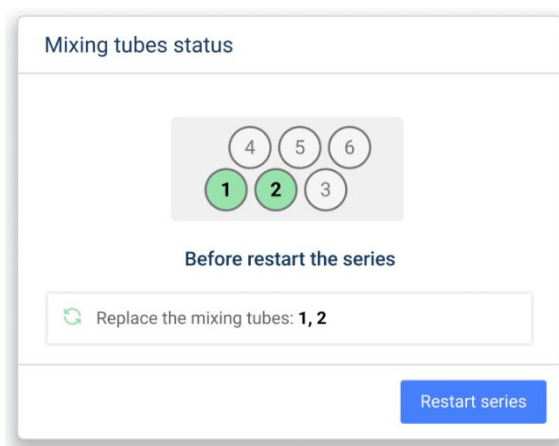 Mixing tubes status
4 5 6
1 2 3
Before restart the series
Replace the mixing tubes: 1, 2
Restart series